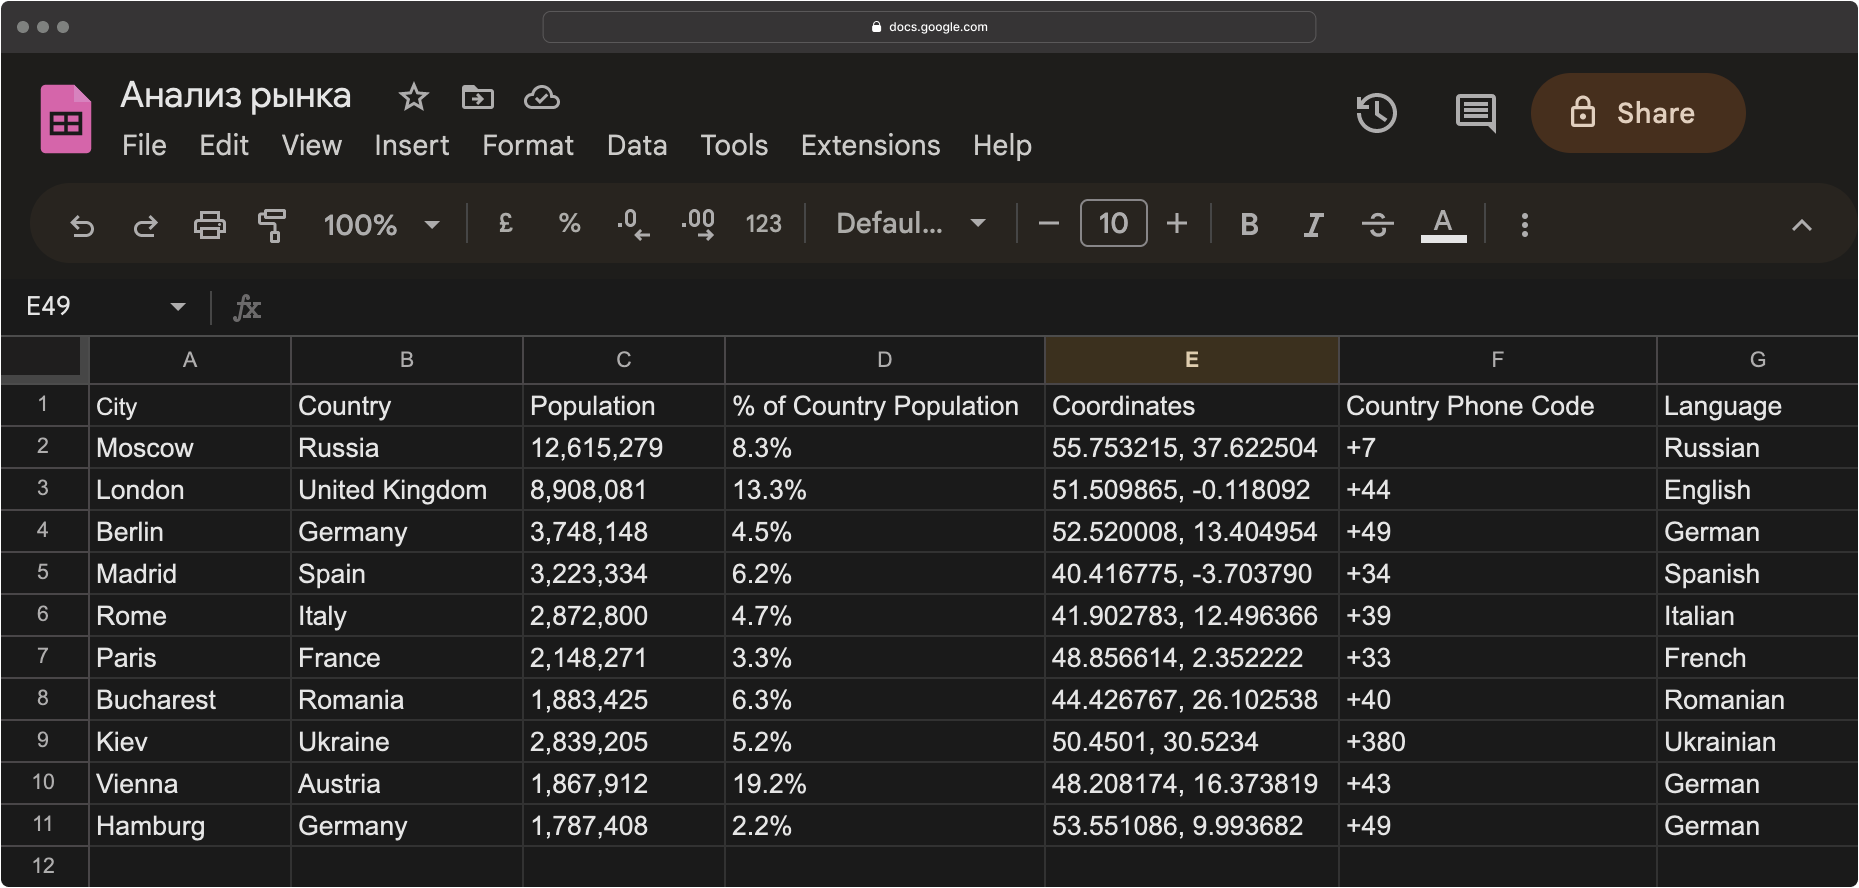 docs.google.com
Анализ рынка
File Edit View Insert Format Data Tools Extensions Help
Share
100% £ % .0 .00 123 Defaul... 10 B I S A
E49 fx
A B C D E F G
1 City Country Population % of Country Population Coordinates Country Phone Code Language
2 Moscow Russia 12,615,279 8.3% 55.753215, 37.622504 +7 Russian
3 London United Kingdom 8,908,081 13.3% 51.509865, -0.118092 +44 English
4 Berlin Germany 3,748,148 4.5% 52.520008, 13.404954 +49 German
5 Madrid Spain 3,223,334 6.2% 40.416775, -3.703790 +34 Spanish
6 Rome Italy 2,872,800 4.7% 41.902783, 12.496366 +39 Italian
7 Paris France 2,148,271 3.3% 48.856614, 2.352222 +33 French
8 Bucharest Romania 1,883,425 6.3% 44.426767, 26.102538 +40 Romanian
9 Kiev Ukraine 2,839,205 5.2% 50.4501, 30.5234 +380 Ukrainian
10 Vienna Austria 1,867,912 19.2% 48.208174, 16.373819 +43 German
11 Hamburg Germany 1,787,408 2.2% 53.551086, 9.993682 +49 German
12